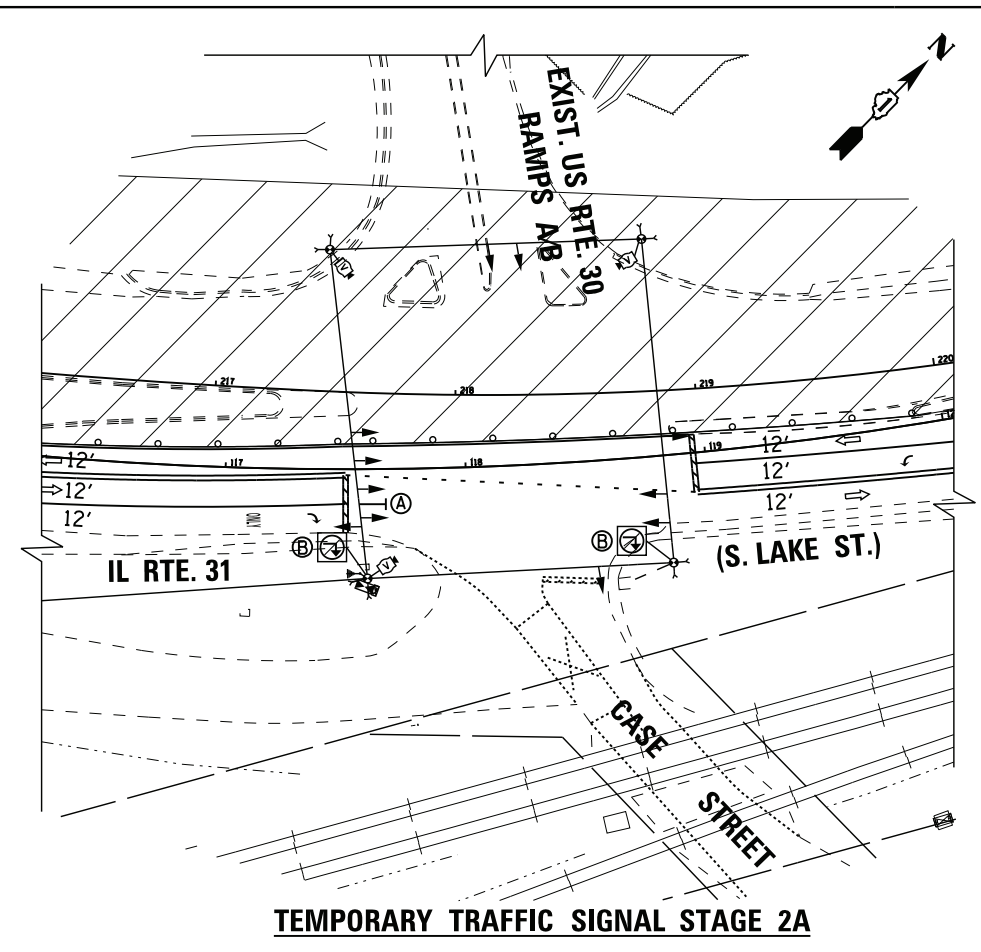 N
EXIST. US RTE. 30
RAMPS A/B
V
V
217
218
219
220
12'
117
118
119
12'
12'
12'
12'
12'
A
B
B
IL RTE. 31
V
(S. LAKE ST.)
CASE
STREET
TEMPORARY TRAFFIC SIGNAL STAGE 2A